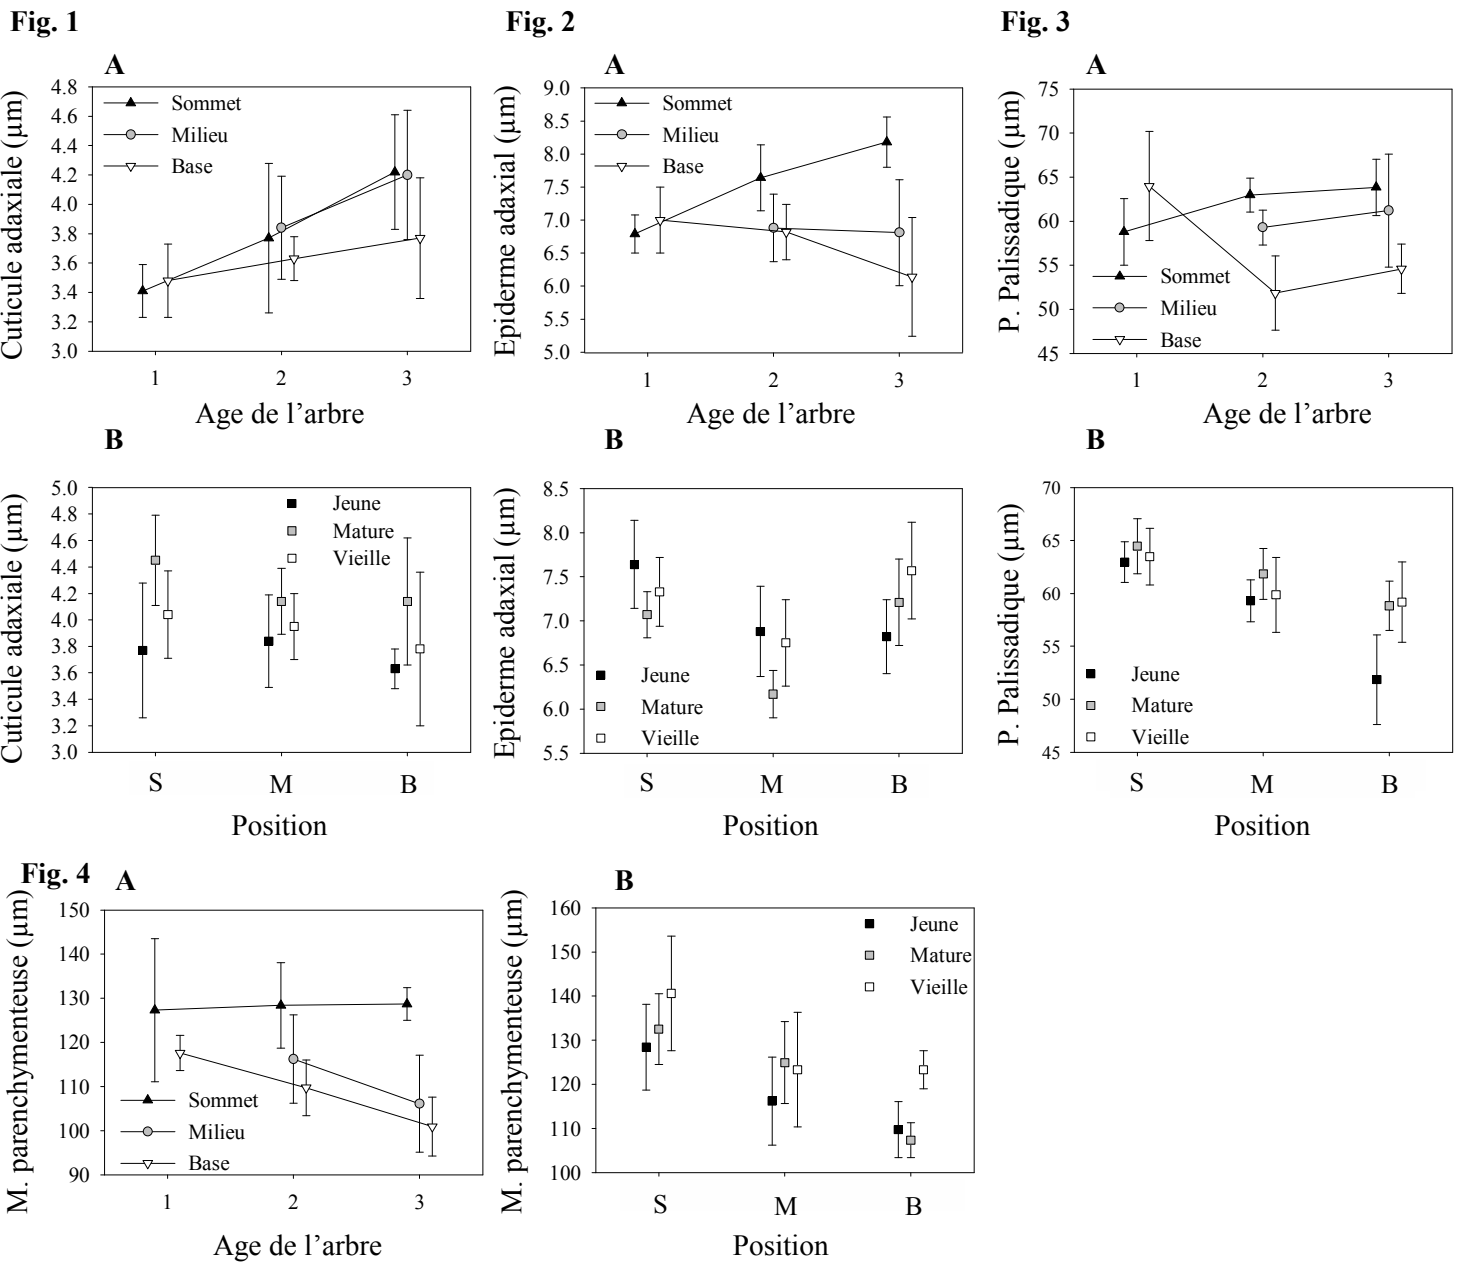 Fig. 1
Fig. 2
Fig. 3
A
A
A
Cuticule adaxiale (µm)
4.8
4.6
4.4
4.2
4.0
3.8
3.6
3.4
3.2
3.0
Sommet
Milieu
Base
1 2 3
Age de l’arbre
Epiderme adaxial (µm)
9.0
8.5
8.0
7.5
7.0
6.5
6.0
5.5
5.0
Sommet
Milieu
Base
1 2 3
Age de l’arbre
P. Palissadique (µm)
75
70
65
60
55
50
45
Sommet
Milieu
Base
1 2 3
Age de l’arbre
B
B
B
Cuticule adaxiale (µm)
5.0
4.8
4.6
4.4
4.2
4.0
3.8
3.6
3.4
3.2
3.0
Jeune
Mature
Vieille
S M B
Position
Epiderme adaxial (µm)
8.5
8.0
7.5
7.0
6.5
6.0
5.5
Jeune
Mature
Vieille
S M B
Position
P. Palissadique (µm)
70
65
60
55
50
45
Jeune
Mature
Vieille
S M B
Position
Fig. 4
A
B
M. parenchymenteuse (µm)
150
140
130
120
110
100
90
Sommet
Milieu
Base
1 2 3
Age de l’arbre
M. parenchymenteuse (µm)
160
150
140
130
120
110
100
Jeune
Mature
Vieille
S M B
Position